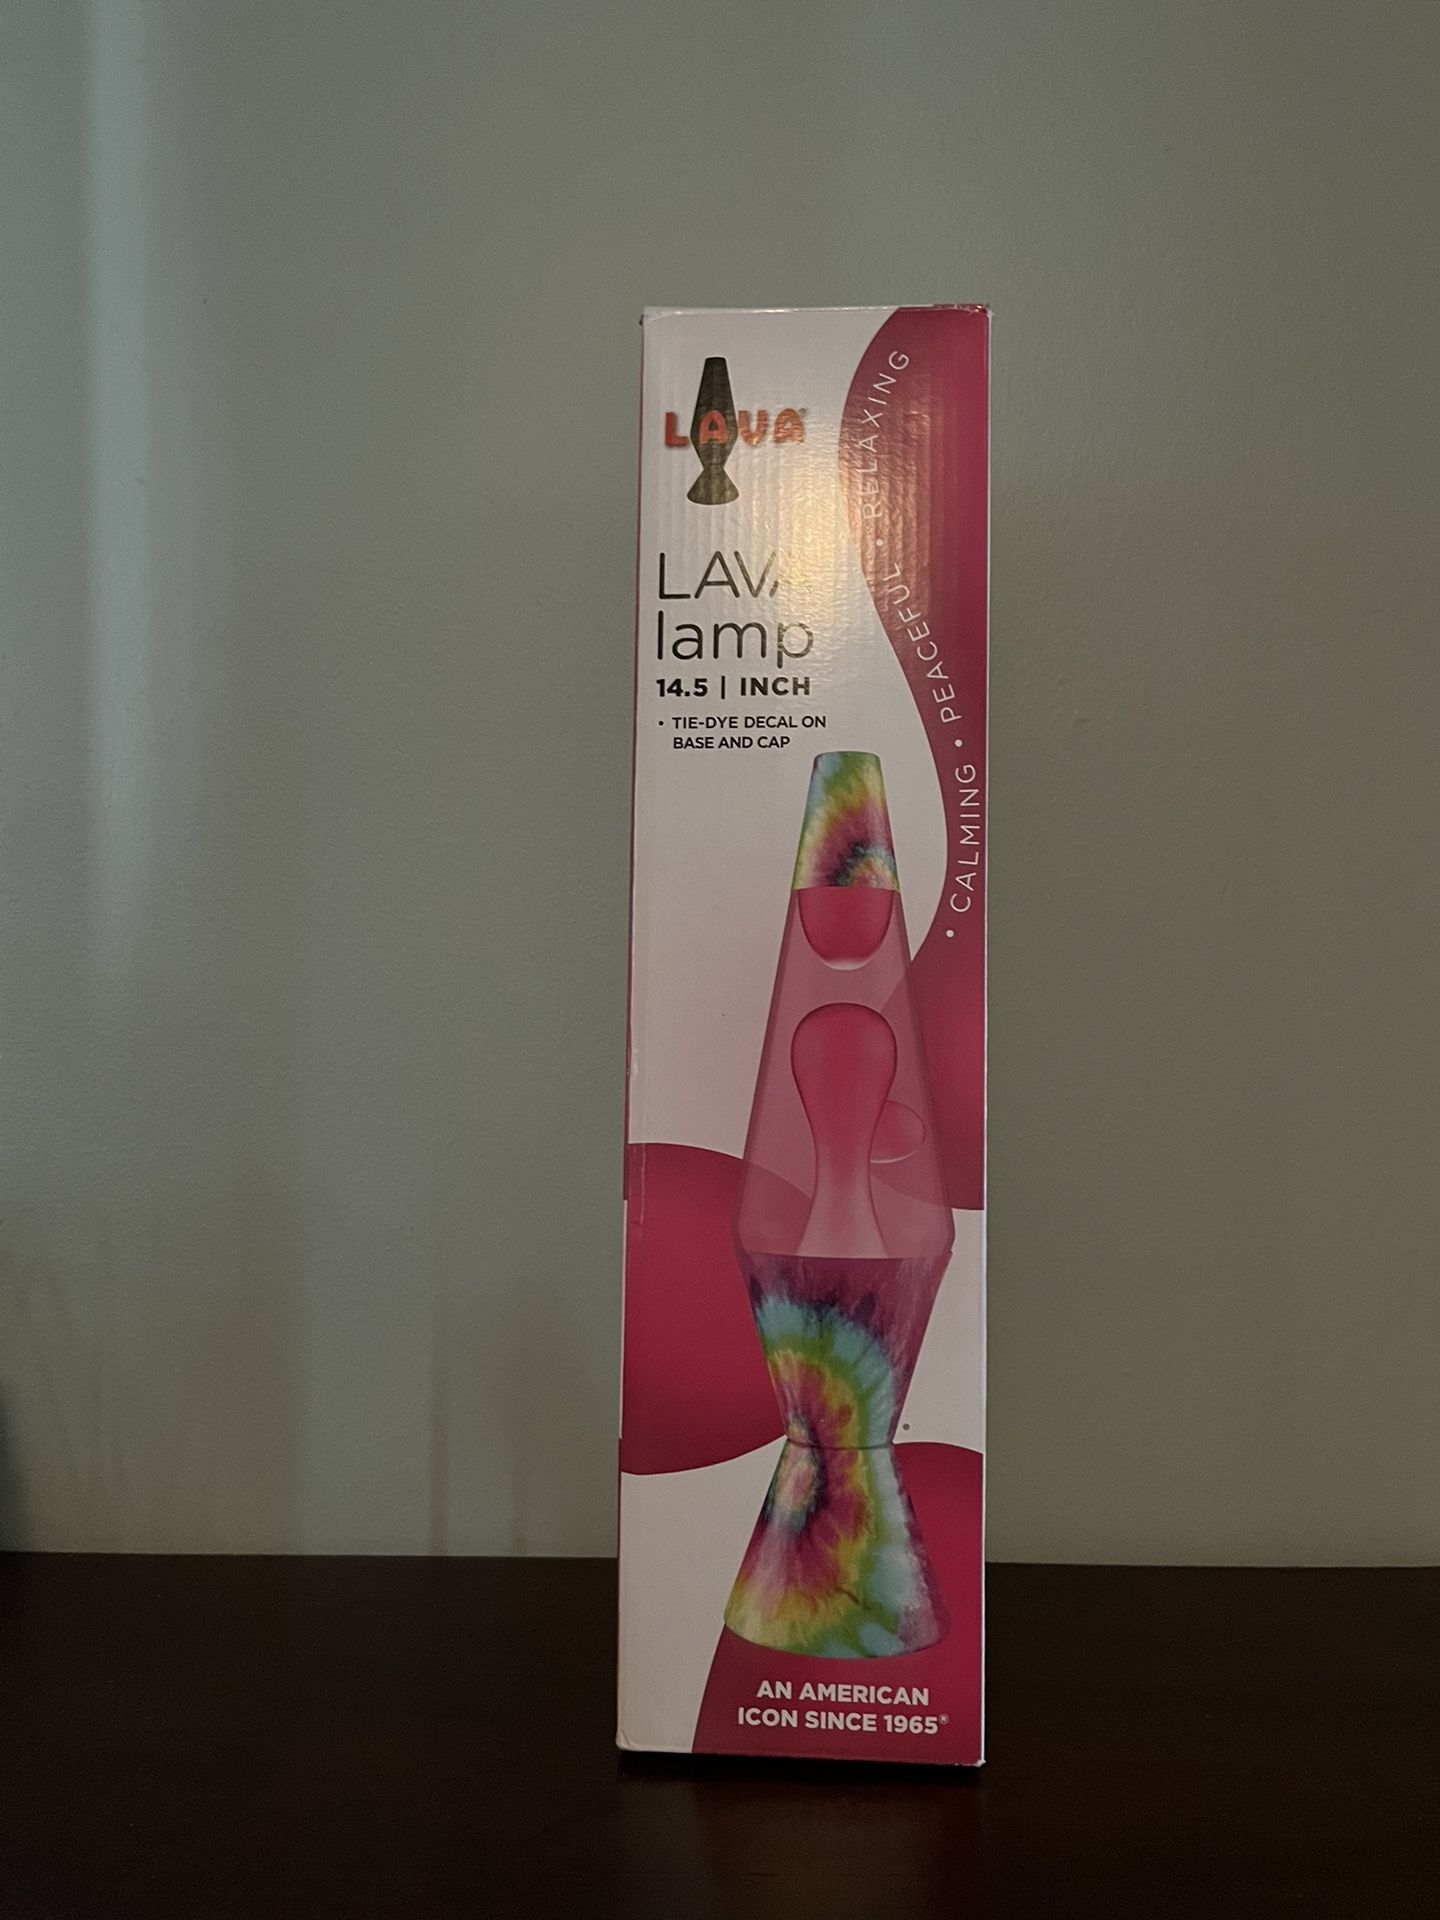 LAVA®
LAVA
lamp
14.5 | INCH
• TIE-DYE DECAL ON
BASE AND CAP
• CALMING • PEACEFUL • RELAXING
®
AN AMERICAN
ICON SINCE 1965®